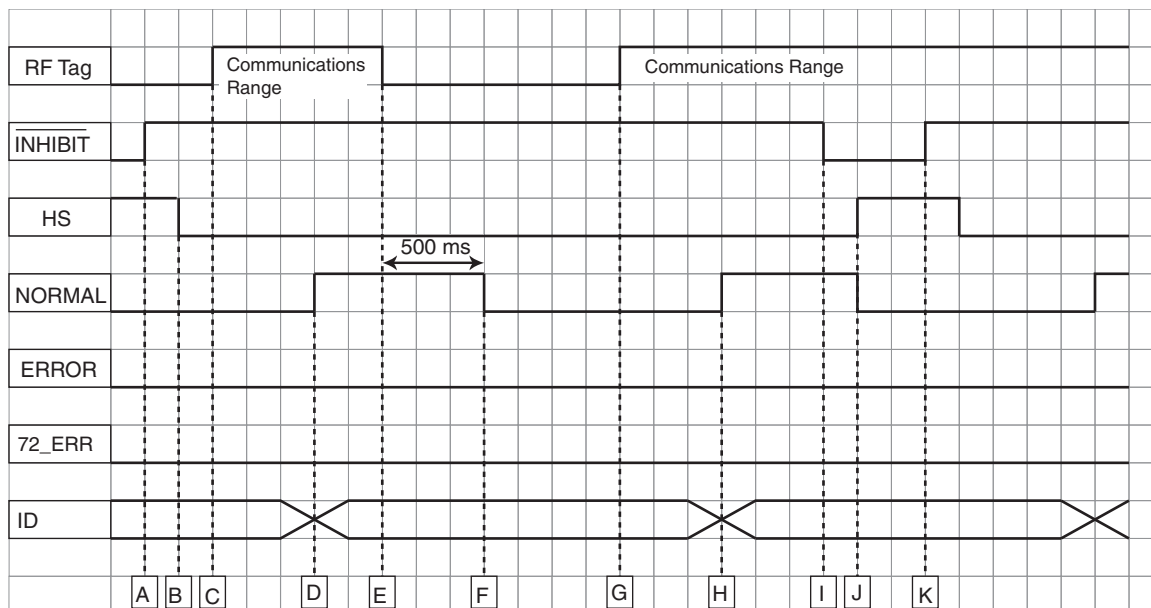 RF Tag
Communications
Range
Communications Range
INHIBIT
HS
500 ms
NORMAL
ERROR
72_ERR
ID
A B C D E F G H I J K